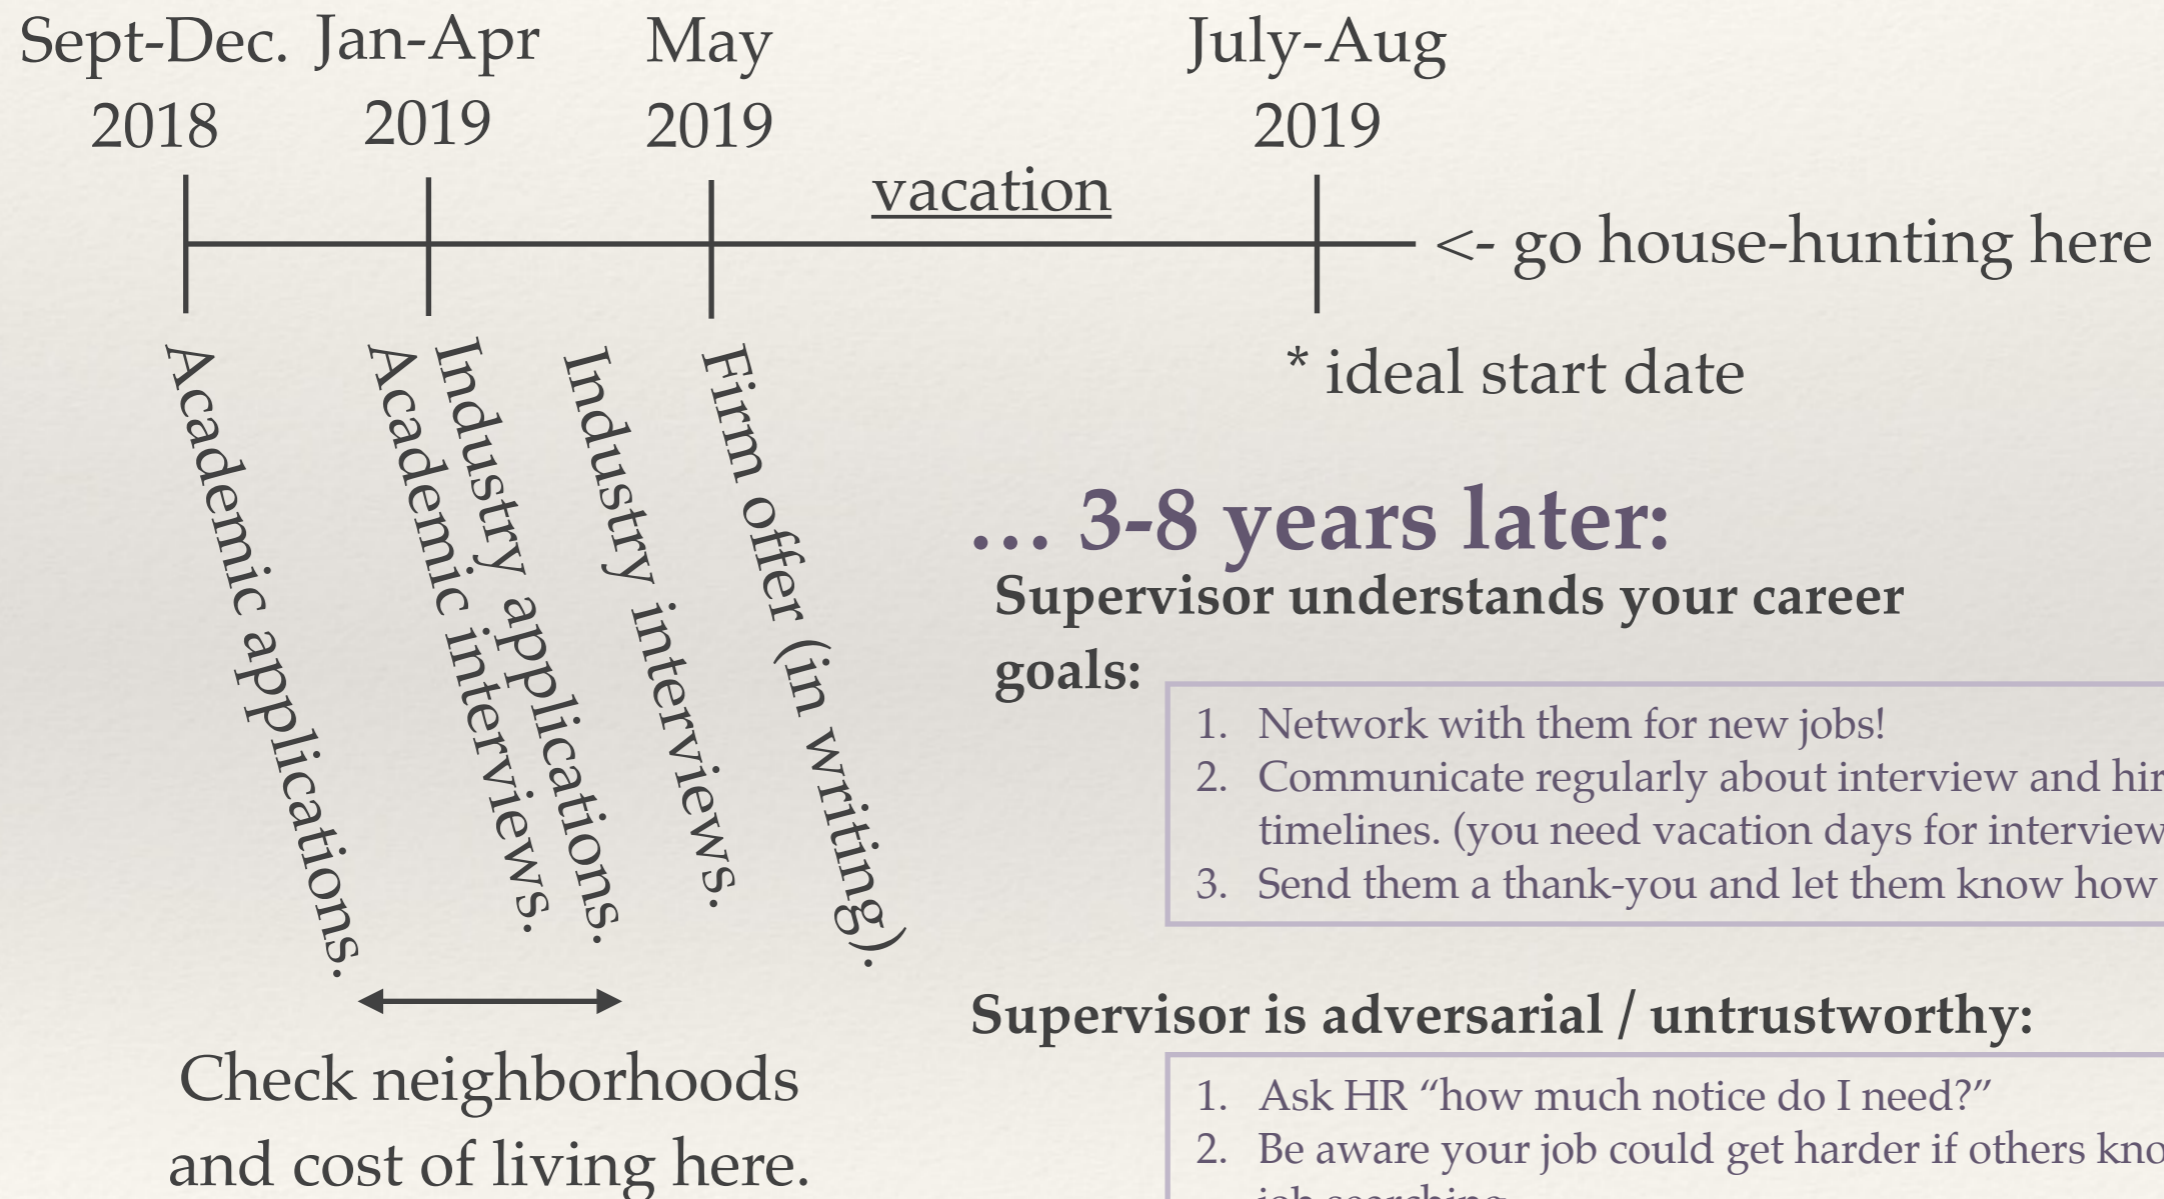 Sept-Dec.
2018
Jan-Apr
2019
May
2019
July-Aug
2019
vacation
<- go house-hunting here
* ideal start date
Academic applications.
Academic interviews.
Industry applications.
Industry interviews.
Firm offer (in writing).
Check neighborhoods
and cost of living here.
… 3-8 years later:
Supervisor understands your career
goals:
1. Network with them for new jobs!
2. Communicate regularly about interview and
timelines. (you need vacation days for
3. Send them a thank-you and let them know how
Supervisor is adversarial / untrustworthy:
1. Ask HR “how much notice do I need?”
2. Be aware your job could get harder if others
job searching